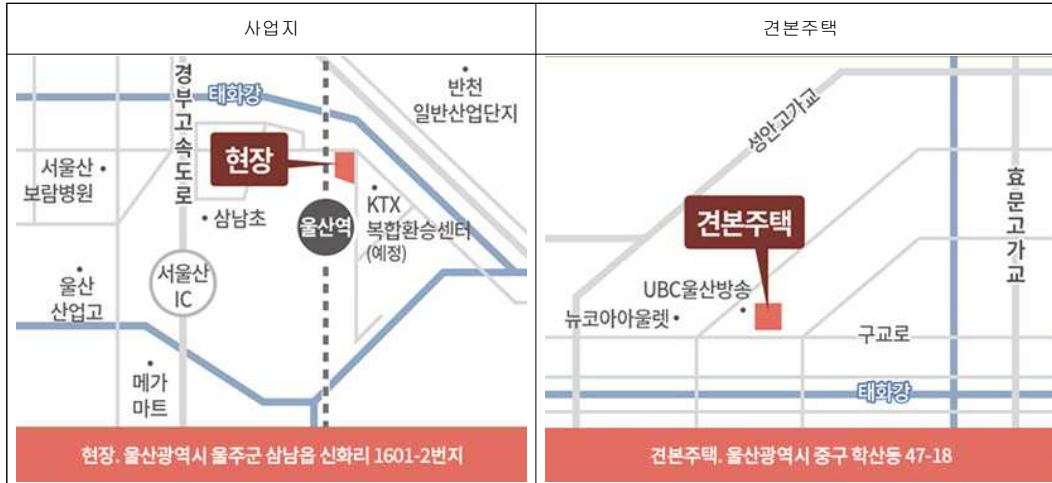 사업지
견본주택
경부고속도로
태화강
반천
일반산업단지
현장
서울산
보람병원
삼남초
울산역
KTX
복합환승센터
(예정)
서울산
IC
울산
산업고
메가
마트
현장. 울산광역시 울주군 삼남읍 신화리 1601-2번지
성안고가교
효문고가교
견본주택
UBC울산방송
뉴코아아울렛
구교로
태화강
견본주택. 울산광역시 중구 학산동 47-18